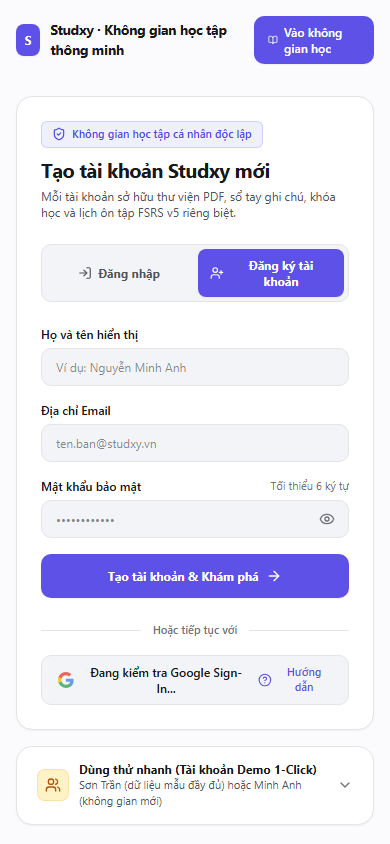 S
Studxy · Không gian học tập
thông minh
Vào không
gian học
Không gian học tập cá nhân độc lập
Tạo tài khoản Studxy mới
Mỗi tài khoản sở hữu thư viện PDF, sổ tay ghi chú, khóa
học và lịch ôn tập FSRS v5 riêng biệt.
Đăng nhập
Đăng ký tài
khoản
Họ và tên hiển thị
Ví dụ: Nguyễn Minh Anh
Địa chỉ Email
ten.ban@studxy.vn
Mật khẩu bảo mật
Tối thiểu 6 ký tự
••••••••••••
Tạo tài khoản & Khám phá
Hoặc tiếp tục với
Đang kiểm tra Google Sign-
In...
Hướng
dẫn
Dùng thử nhanh (Tài khoản Demo 1-Click)
Sơn Trần (dữ liệu mẫu đầy đủ) hoặc Minh Anh
(không gian mới)